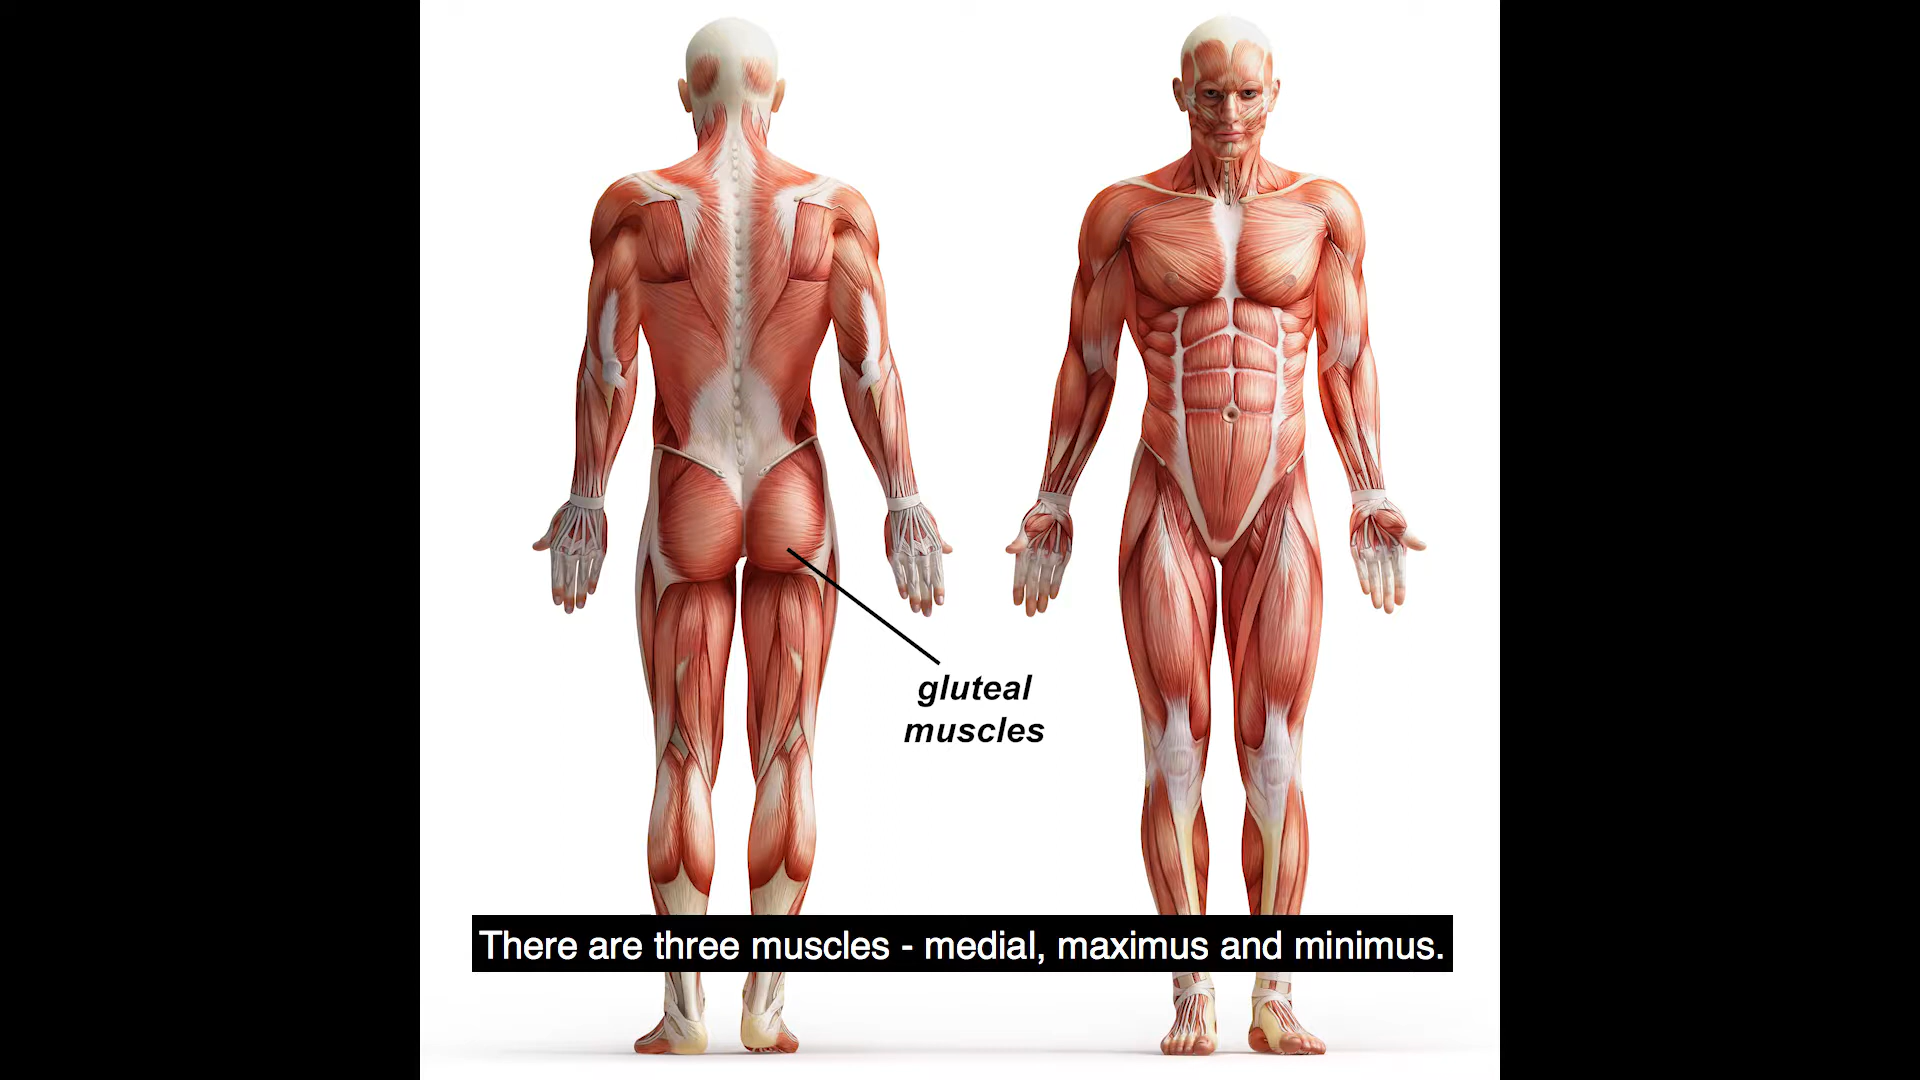 gluteal
muscles
There are three muscles - medial, maximus and minimus.